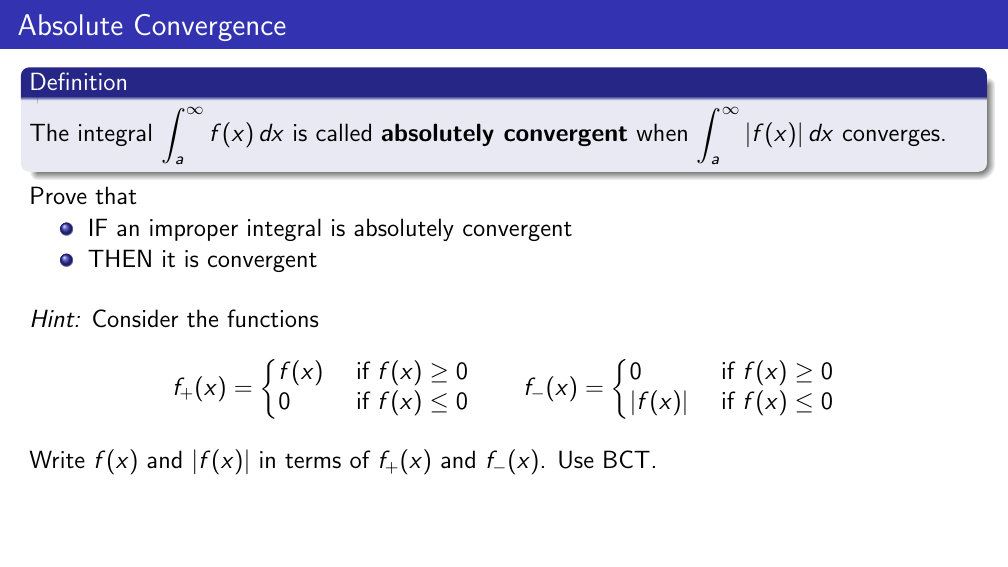 Absolute Convergence
Definition
The integral ∫_a^∞ f(x) dx is called absolutely convergent when ∫_a^∞ |f(x)| dx converges.
Prove that
IF an improper integral is absolutely convergent
THEN it is convergent
Hint: Consider the functions
f₊(x) = { f(x) if f(x) ≥ 0; 0 if f(x) ≤ 0    f₋(x) = { 0 if f(x) ≥ 0; |f(x)| if f(x) ≤ 0
Write f(x) and |f(x)| in terms of f₊(x) and f₋(x). Use BCT.